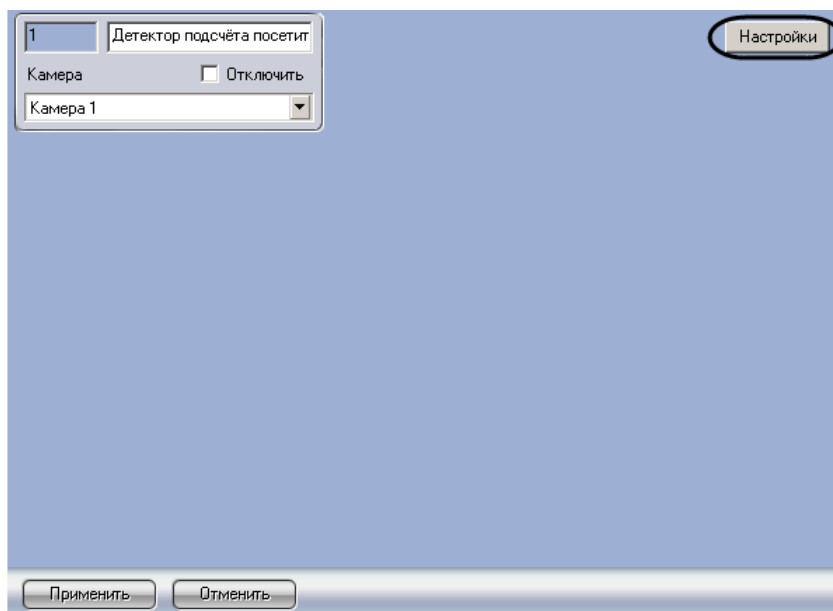 1 Детектор подсчёта посетит Настройки
Камера Отключить
Камера 1
Применить Отменить